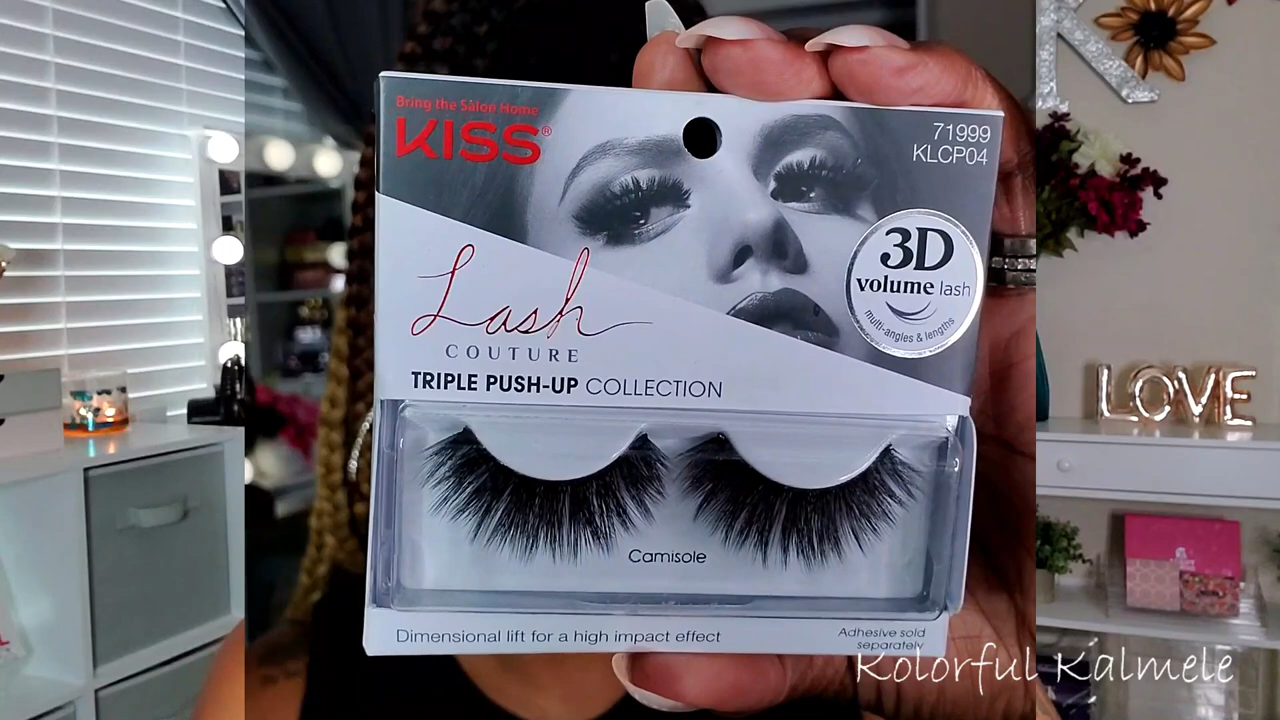 Bring the Salon Home
KISS®
71999
KLCP04
3D
volume lash
multi-angles & lengths
Lash
COUTURE
TRIPLE PUSH-UP COLLECTION
Camisole
Dimensional lift for a high impact effect
Adhesive sold
separately
Kolorful Kalmele
K
LOVE